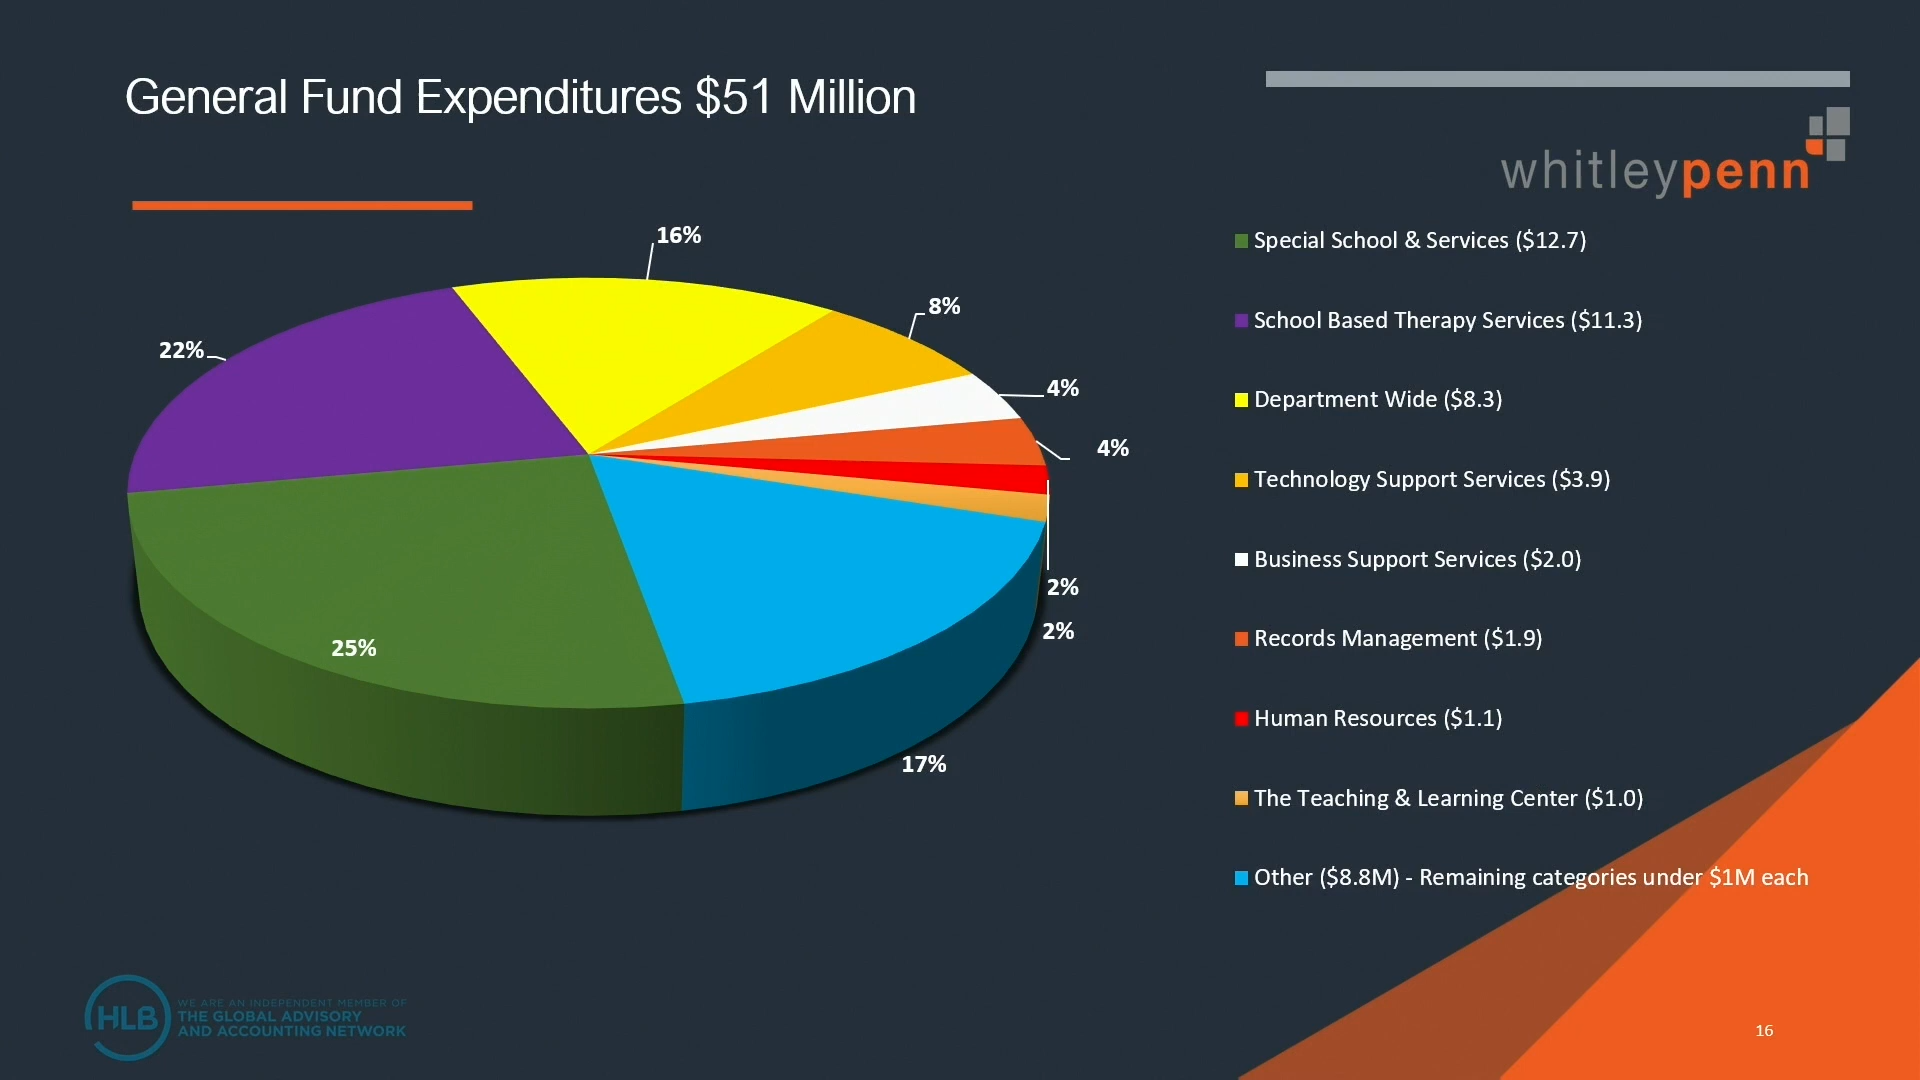 General Fund Expenditures $51 Million
whitleypenn
16%
8%
22%
4%
4%
2%
2%
25%
17%
Special School & Services ($12.7)
School Based Therapy Services ($11.3)
Department Wide ($8.3)
Technology Support Services ($3.9)
Business Support Services ($2.0)
Records Management ($1.9)
Human Resources ($1.1)
The Teaching & Learning Center ($1.0)
Other ($8.8M) - Remaining categories under $1M each
HLB
WE ARE AN INDEPENDENT MEMBER OF
THE GLOBAL ADVISORY
AND ACCOUNTING NETWORK
16